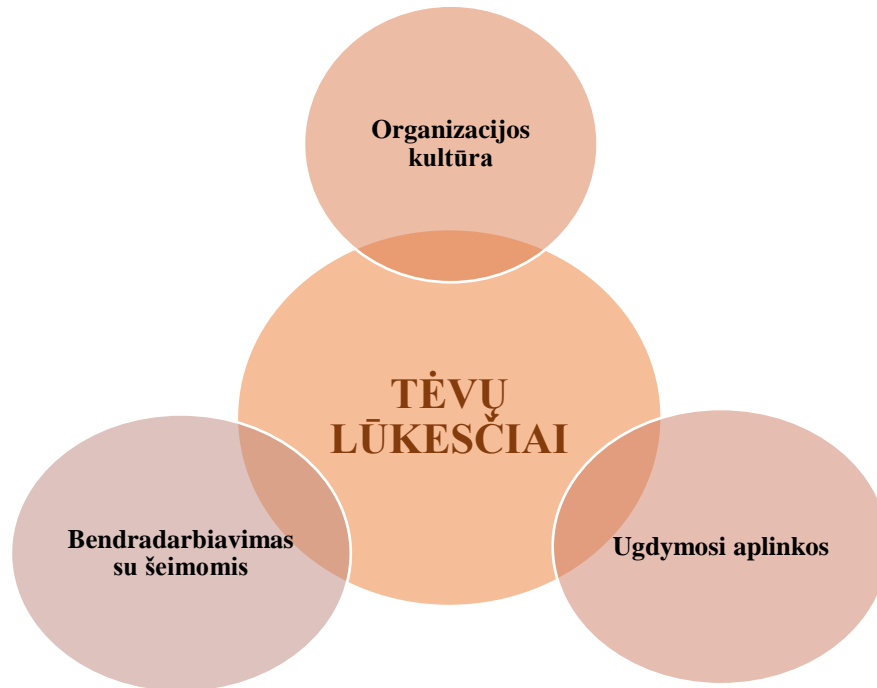 Organizacijos
kultūra
TĖVŲ
LŪKESČIAI
Bendradarbiavimas
su šeimomis
Ugdymosi aplinkos